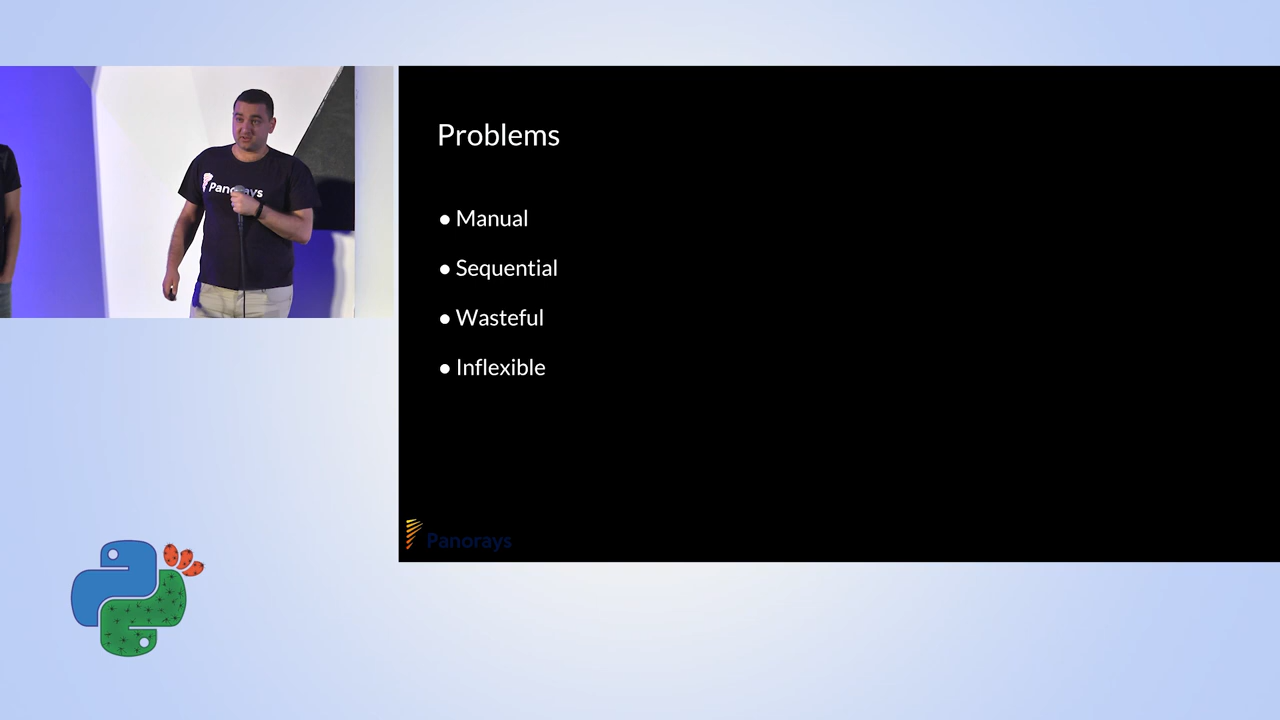 Panorays
Problems
● Manual
● Sequential
● Wasteful
● Inflexible
Panorays